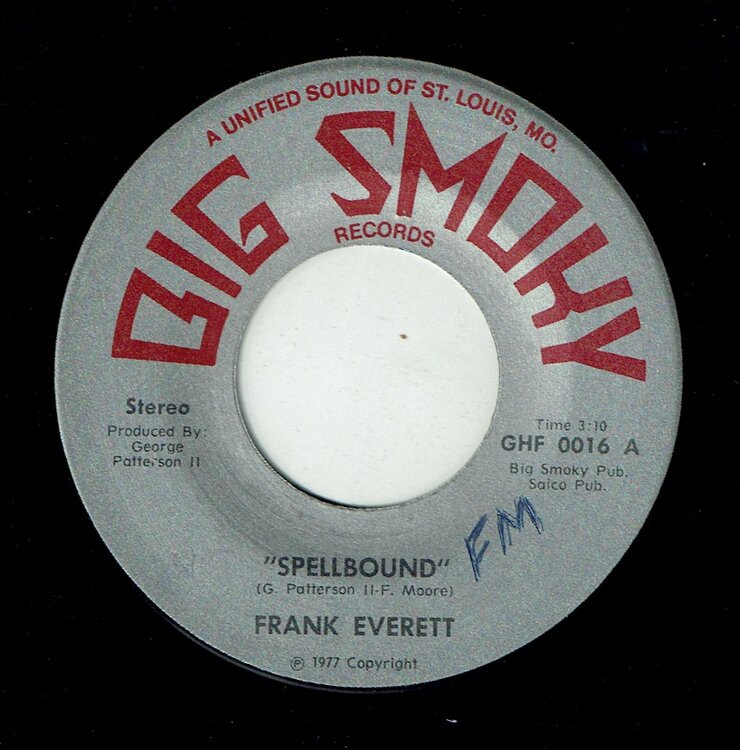 A UNIFIED SOUND OF ST. LOUIS, MO.
BIG SMOKY
RECORDS
Stereo
Produced By:
George
Patterson II
Time 3:10
GHF 0016 A
Big Smoky Pub.
Salco Pub.
FM
"SPELLBOUND"
(G. Patterson II-F. Moore)
FRANK EVERETT
℗ 1977 Copyright